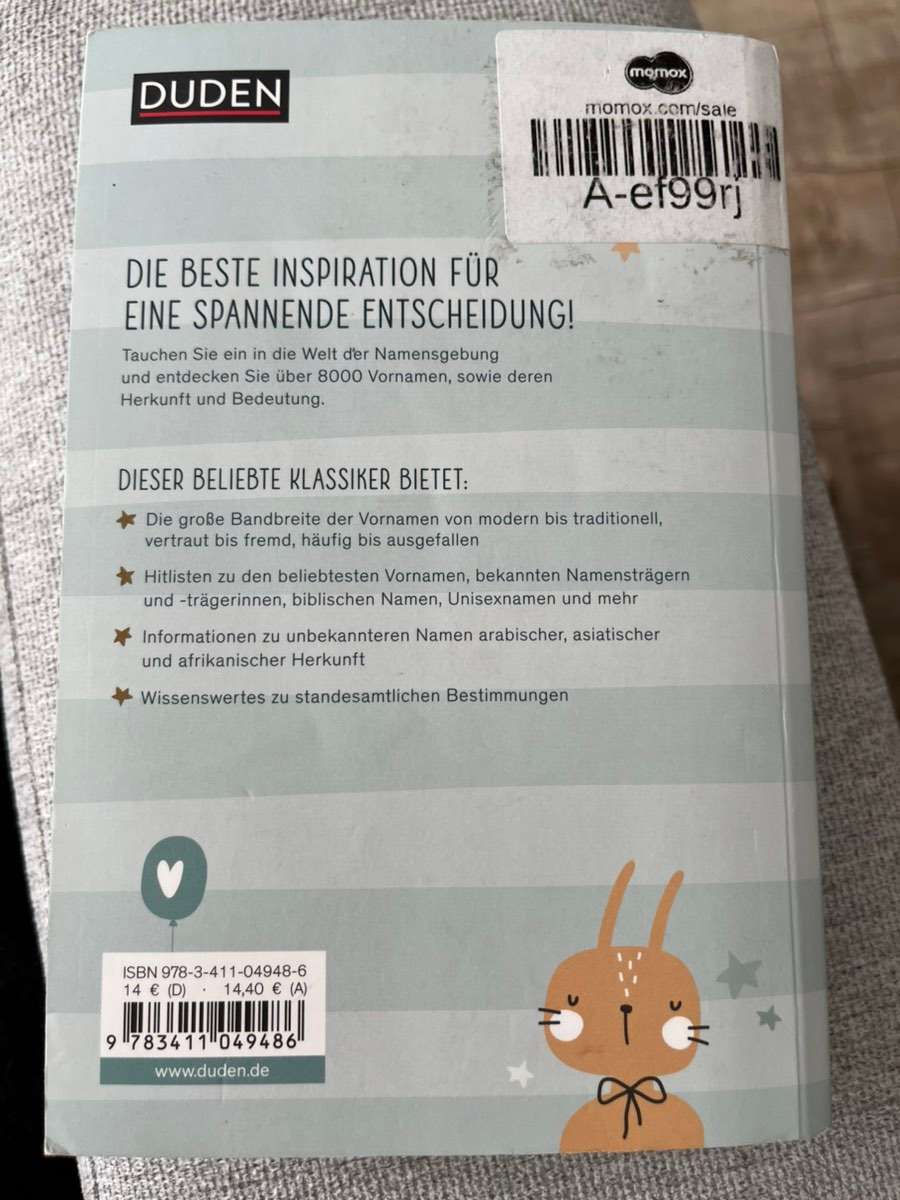 DUDEN
momox
momox.com/sale
A-ef99rj
DIE BESTE INSPIRATION FÜR
EINE SPANNENDE ENTSCHEIDUNG!
Tauchen Sie ein in die Welt der Namensgebung
und entdecken Sie über 8000 Vornamen, sowie deren
Herkunft und Bedeutung.
DIESER BELIEBTE KLASSIKER BIETET:
Die große Bandbreite der Vornamen von modern bis traditionell,
vertraut bis fremd, häufig bis ausgefallen
Hitlisten zu den beliebtesten Vornamen, bekannten Namensträgern
und -trägerinnen, biblischen Namen, Unisexnamen und mehr
Informationen zu unbekannteren Namen arabischer, asiatischer
und afrikanischer Herkunft
Wissenswertes zu standesamtlichen Bestimmungen
ISBN 978-3-411-04948-6
14 € (D) · 14,40 € (A)
9 783411 049486
www.duden.de